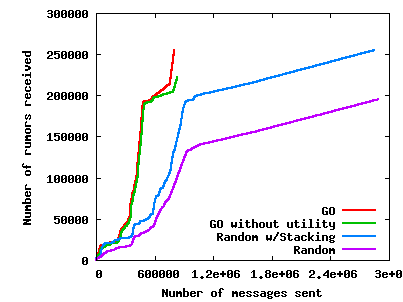 300000
250000
200000
150000
100000
50000
0
Number of rumors received
GO
GO without utility
Random w/Stacking
Random
0 600000 1.2e+06 1.8e+06 2.4e+06 3e+06
Number of messages sent